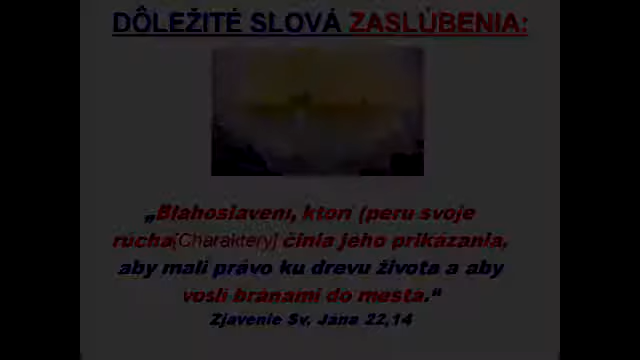 DÔLEŽITÉ SLOVÁ ZASLÚBENIA:
„Blahoslavení, ktorí (perú svoje
rúcha[Charaktery] činia jeho prikázania,
aby mali právo ku drevu života a aby
vošli bránami do mesta.“
Zjavenie Sv. Jána 22,14